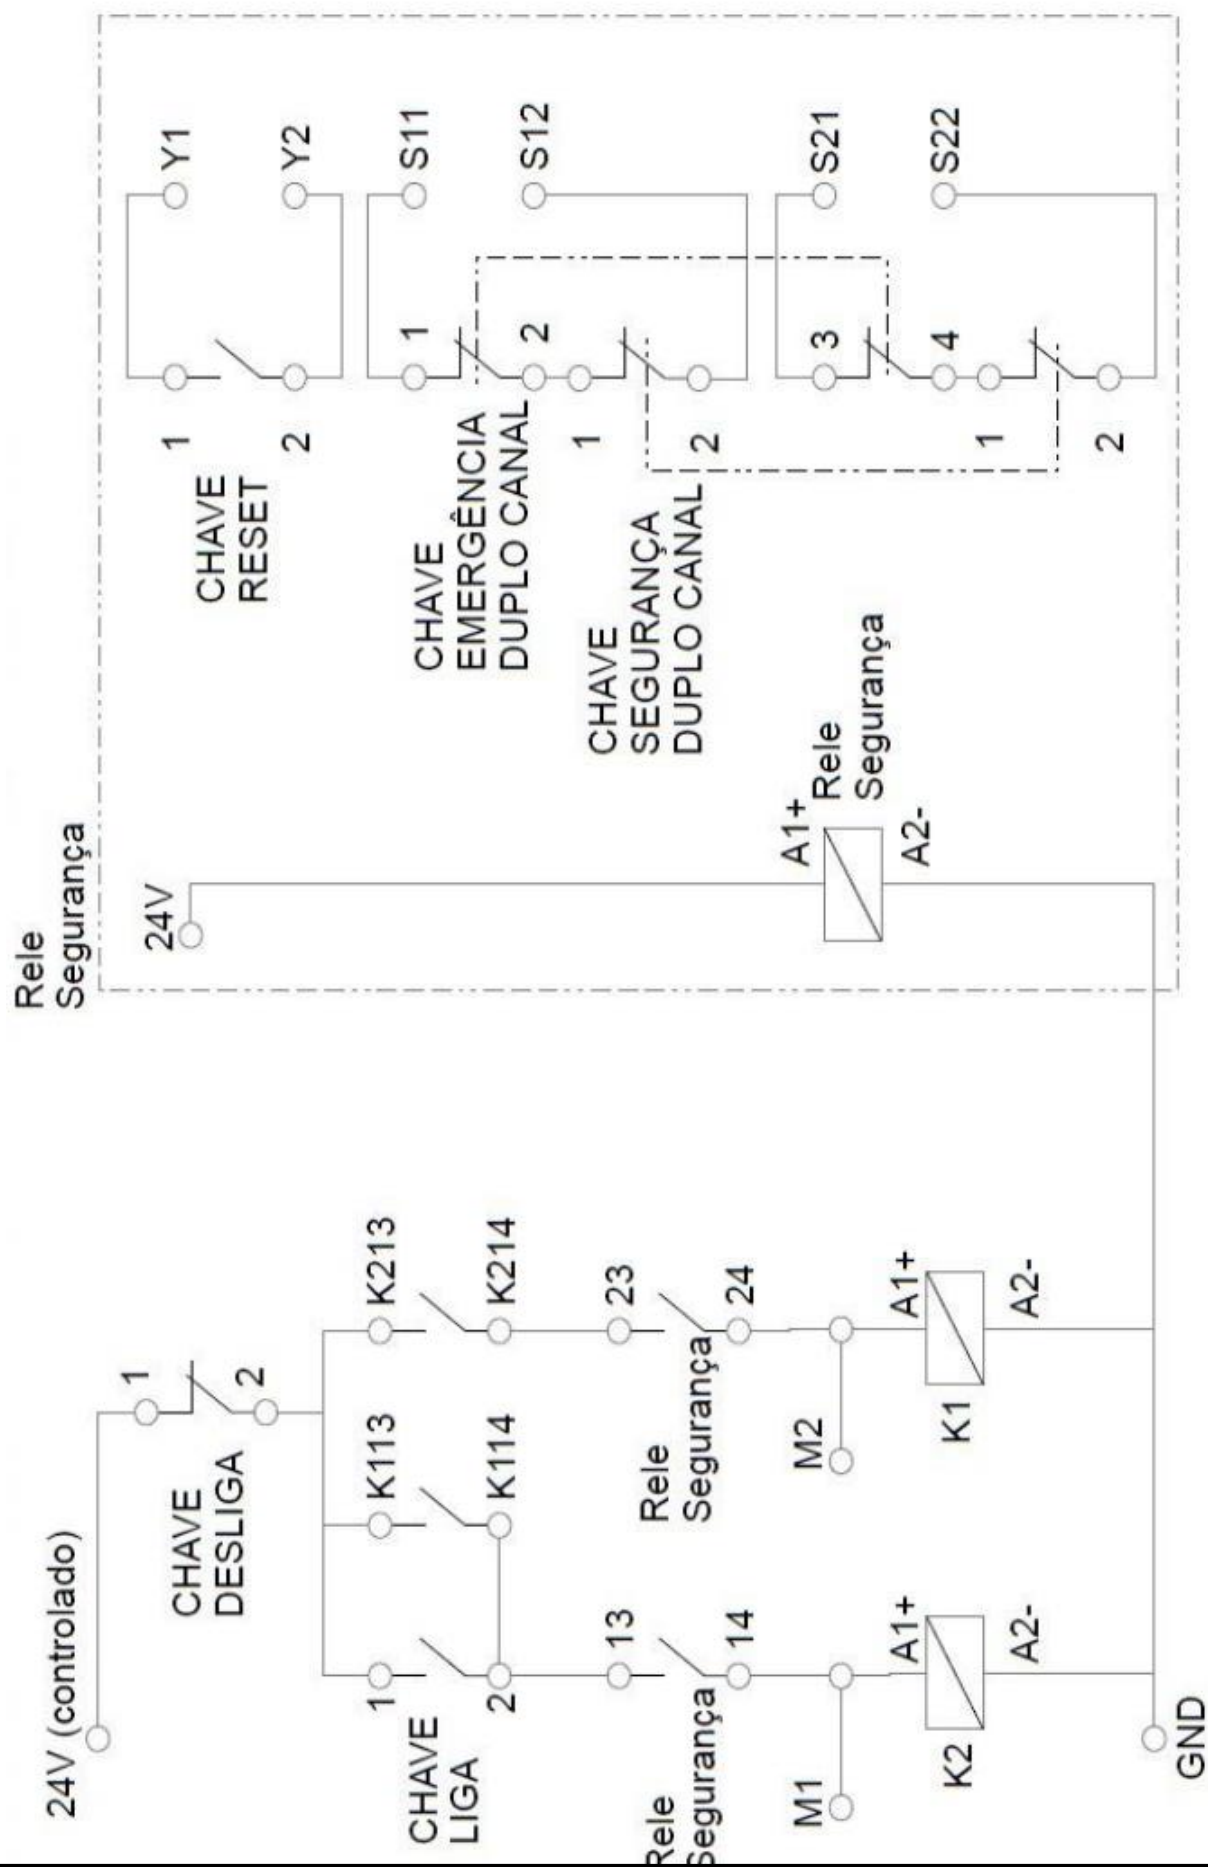 24V (controlado)
1
CHAVE
DESLIGA
2
1
CHAVE
LIGA
2
K113
K114
K213
K214
13
Rele
Segurança
14
23
Rele
Segurança
24
M1
M2
A1+
K2
A2-
A1+
K1
A2-
GND
Rele
Segurança
24V
A1+
Rele
Segurança
A2-
CHAVE
RESET
1
2
Y1
Y2
CHAVE
EMERGÊNCIA
DUPLO CANAL
1
2
S11
S12
CHAVE
SEGURANÇA
DUPLO CANAL
1
2
3
4
S21
S22
1
2